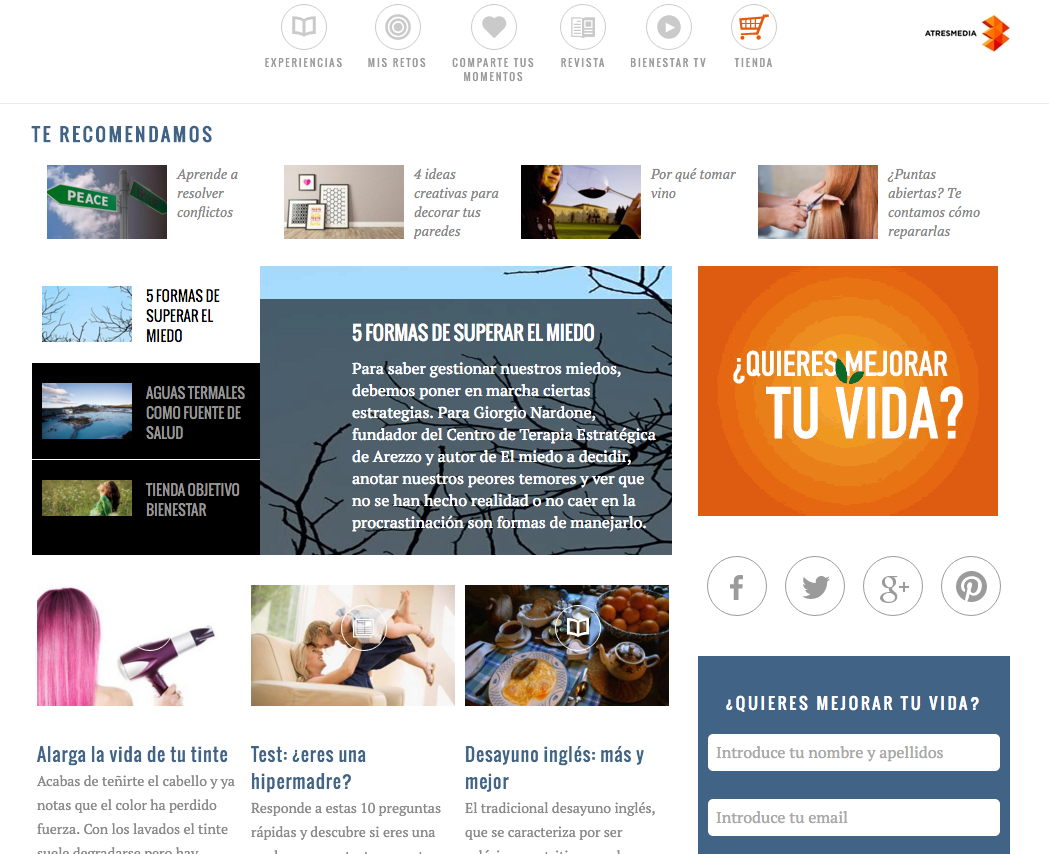 EXPERIENCIAS
MIS RETOS
COMPARTE TUS
MOMENTOS
REVISTA
BIENESTAR TV
TIENDA
ATRESMEDIA
TE RECOMENDAMOS
PEACE
Aprende a
resolver
conflictos
4 ideas
creativas para
decorar tus
paredes
Por qué tomar
vino
¿Puntas
abiertas? Te
contamos cómo
repararlas
5 FORMAS DE
SUPERAR EL
MIEDO
AGUAS TERMALES
COMO FUENTE DE
SALUD
TIENDA OBJETIVO
BIENESTAR
5 FORMAS DE SUPERAR EL MIEDO
Para saber gestionar nuestros miedos,
debemos poner en marcha ciertas
estrategias. Para Giorgio Nardone,
fundador del Centro de Terapia Estratégica
de Arezzo y autor de El miedo a decidir,
anotar nuestros peores temores y ver que
no se han hecho realidad o no caer en la
procrastinación son formas de manejarlo.
¿QUIERES MEJORAR
TU VIDA?
f
g+
Alarga la vida de tu tinte
Acabas de teñirte el cabello y ya
notas que el color ha perdido
fuerza. Con los lavados el tinte
suele degradarse pero hay
Test: ¿eres una
hipermadre?
Responde a estas 10 preguntas
rápidas y descubre si eres una
Desayuno inglés: más y
mejor
El tradicional desayuno inglés,
que se caracteriza por ser
¿QUIERES MEJORAR TU VIDA?
Introduce tu nombre y apellidos
Introduce tu email